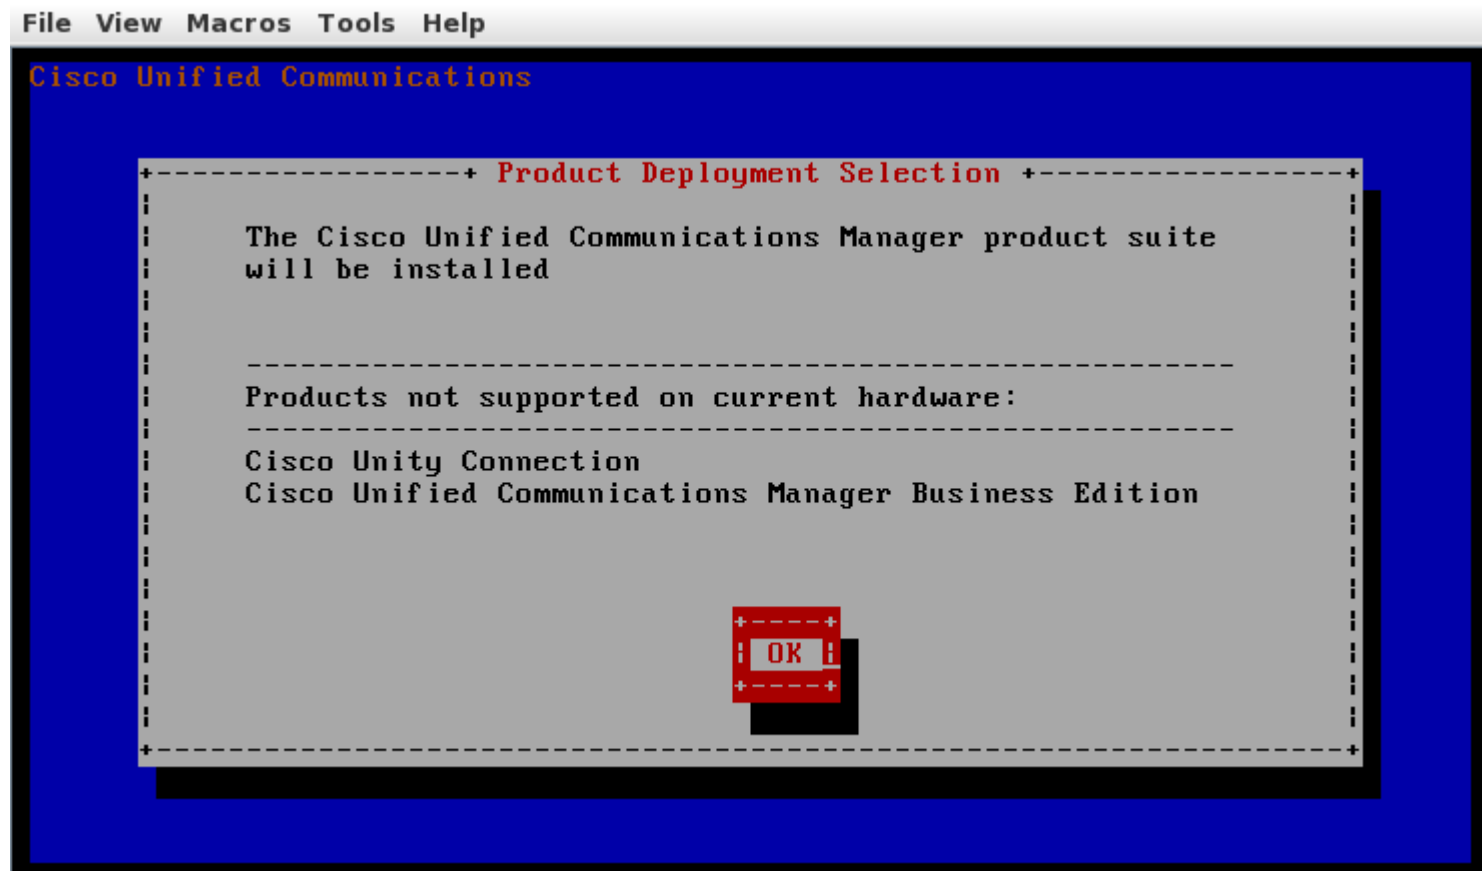 File View Macros Tools Help
Cisco Unified Communications
Product Deployment Selection
The Cisco Unified Communications Manager product suite
will be installed
Products not supported on current hardware:
Cisco Unity Connection
Cisco Unified Communications Manager Business Edition
OK